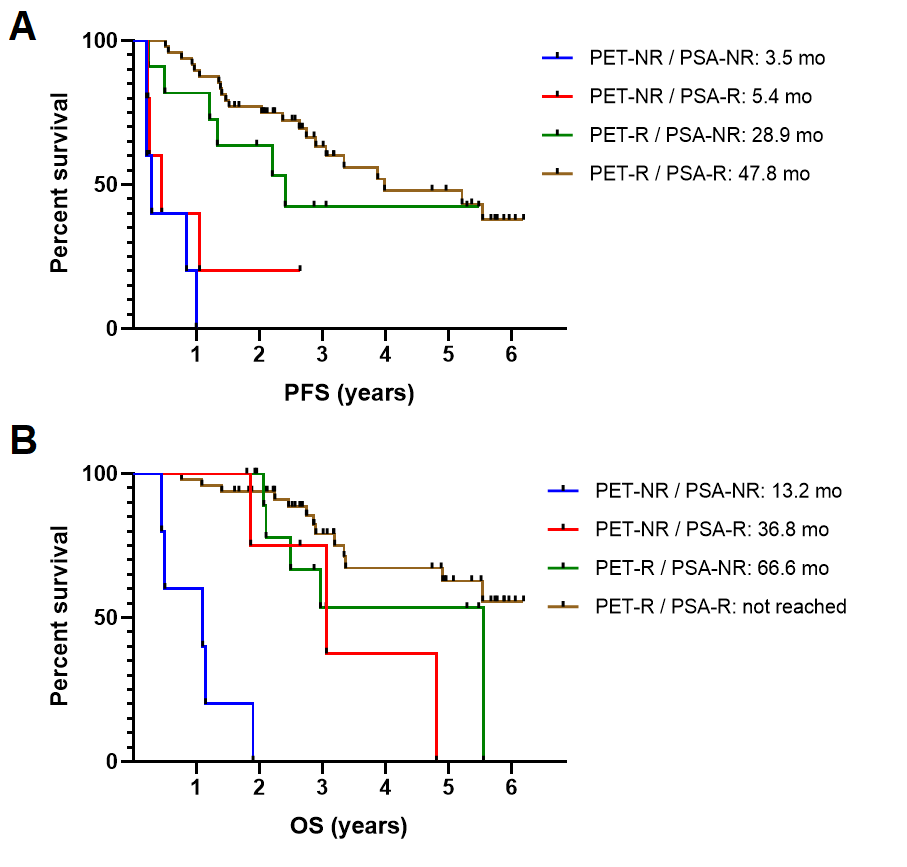 A
100
50
0
Percent survival
1 2 3 4 5 6
PFS (years)
PET-NR / PSA-NR: 3.5 mo
PET-NR / PSA-R: 5.4 mo
PET-R / PSA-NR: 28.9 mo
PET-R / PSA-R: 47.8 mo
B
100
50
0
Percent survival
1 2 3 4 5 6
OS (years)
PET-NR / PSA-NR: 13.2 mo
PET-NR / PSA-R: 36.8 mo
PET-R / PSA-NR: 66.6 mo
PET-R / PSA-R: not reached